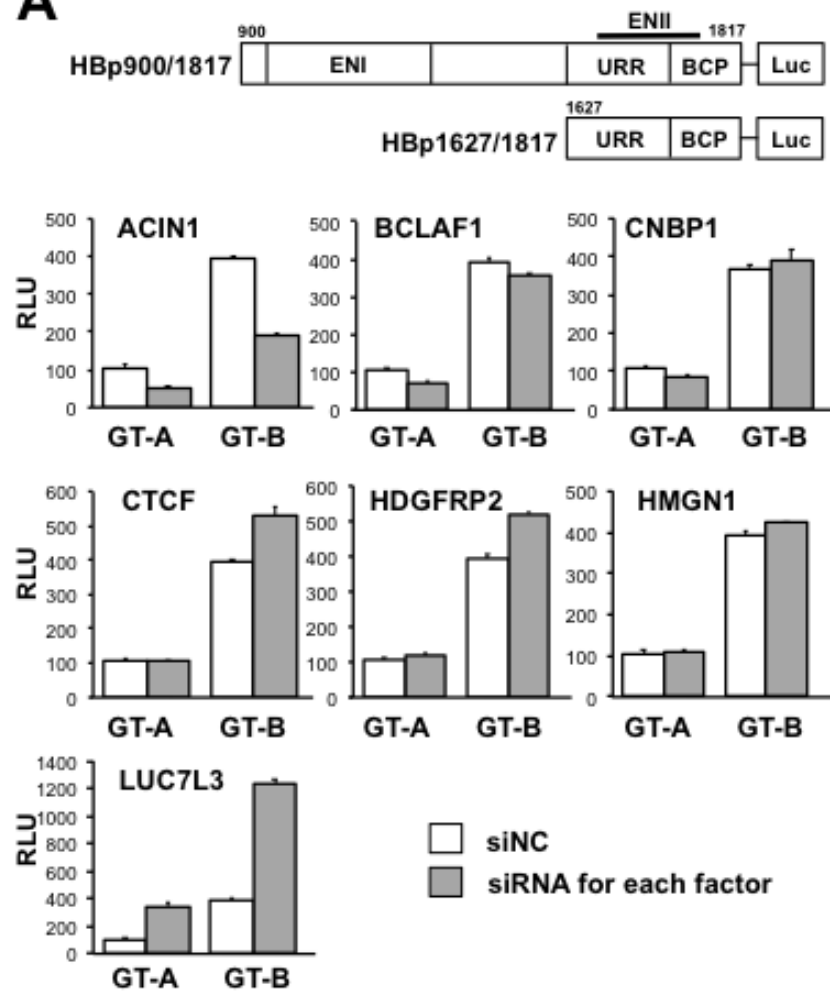 A
ENII
900 1817
HBp900/1817 ENI URR BCP Luc
1627
HBp1627/1817 URR BCP Luc
ACIN1
RLU
500
400
300
200
100
0
GT-A GT-B
BCLAF1
500
400
300
200
100
0
GT-A GT-B
CNBP1
500
400
300
200
100
0
GT-A GT-B
CTCF
RLU
600
500
400
300
200
100
0
GT-A GT-B
HDGFRP2
600
500
400
300
200
100
0
GT-A GT-B
HMGN1
500
400
300
200
100
0
GT-A GT-B
LUC7L3
RLU
1400
1200
1000
800
600
400
200
0
GT-A GT-B
siNC
siRNA for each factor